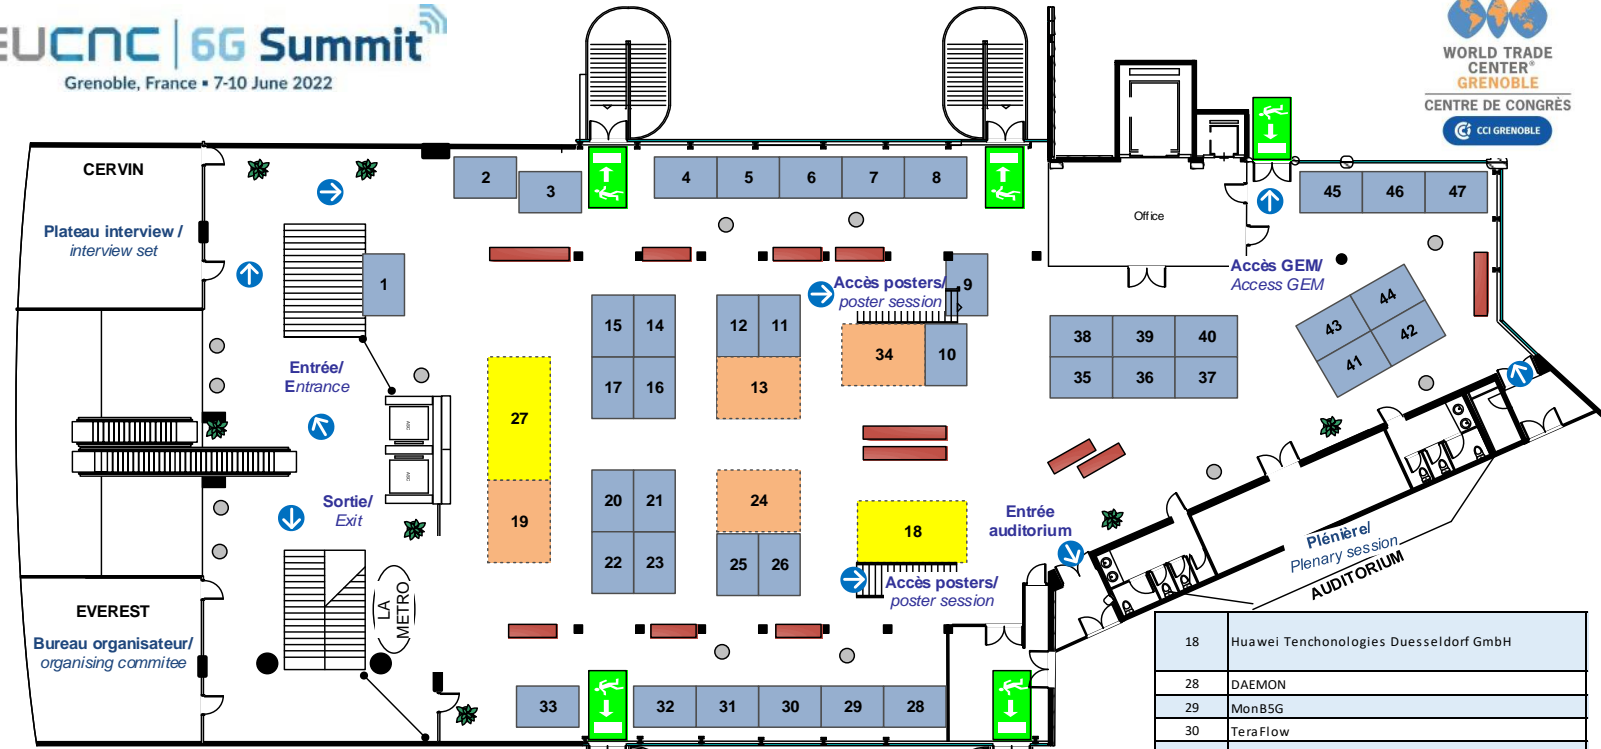 EUCNC | 6G Summit
Grenoble, France ▪ 7-10 June 2022
WORLD TRADE
CENTER®
GRENOBLE
CENTRE DE CONGRÈS
CCI GRENOBLE
CERVIN
Plateau interview /
interview set
2
3
4
5
6
7
8
Office
45
46
47
1
Accès posters/
poster session
9
Accès GEM/
Access GEM
15
14
12
11
34
10
38
39
40
35
36
37
43
44
41
42
Entrée/
Entrance
17
16
13
27
19
Sortie/
Exit
20
21
24
22
23
25
26
18
Accès posters/
poster session
Entrée
auditorium
Plénière/
Plenary session
AUDITORIUM
EVEREST
Bureau organisateur/
organising commitee
LA
METRO
33
32
31
30
29
28
18 Huawei Tenchonologies Duesseldorf GmbH
28 DAEMON
29 MonB5G
30 TeraFlow